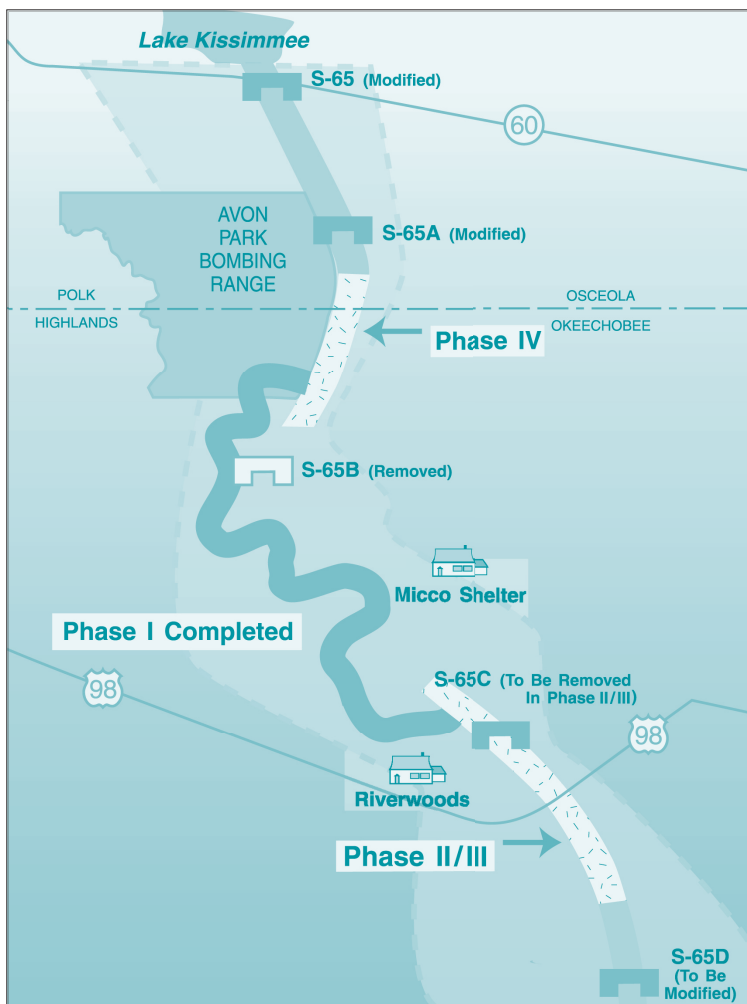 Lake Kissimmee
S-65 (Modified)
60
AVON
PARK
BOMBING
RANGE
S-65A (Modified)
POLK
OSCEOLA
HIGHLANDS
OKEECHOBEE
Phase IV
S-65B (Removed)
Micco Shelter
Phase I Completed
S-65C (To Be Removed
In Phase II/III)
98
98
Riverwoods
Phase II/III
S-65D
(To Be
Modified)